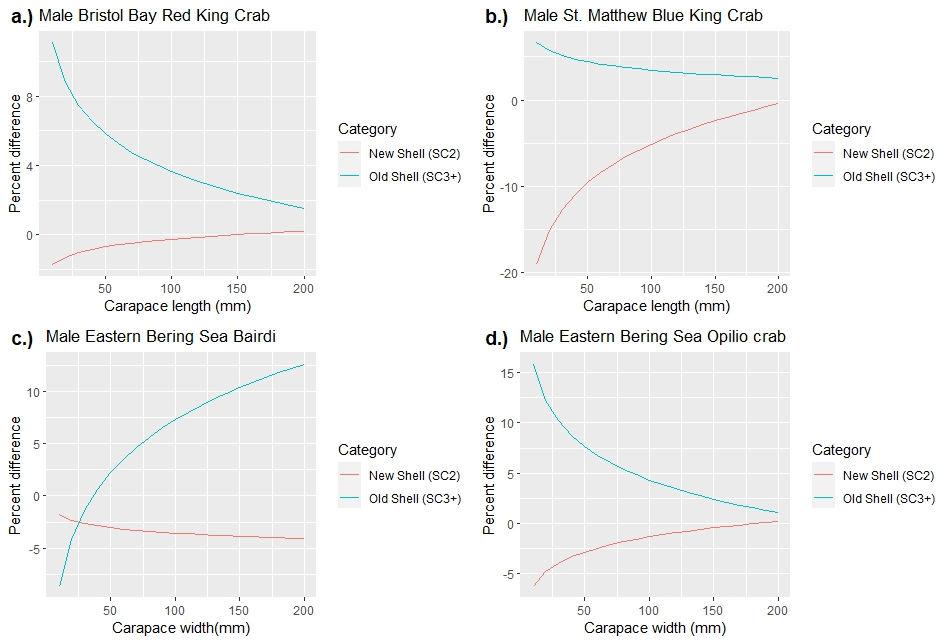 a.) Male Bristol Bay Red King Crab
Percent difference
8
4
0
50 100 150 200
Carapace length (mm)
Category
New Shell (SC2)
Old Shell (SC3+)
b.) Male St. Matthew Blue King Crab
Percent difference
0
-10
-20
50 100 150 200
Carapace length (mm)
Category
New Shell (SC2)
Old Shell (SC3+)
c.) Male Eastern Bering Sea Bairdi
Percent difference
10
5
0
-5
50 100 150 200
Carapace width(mm)
Category
New Shell (SC2)
Old Shell (SC3+)
d.) Male Eastern Bering Sea Opilio crab
Percent difference
15
10
5
0
-5
50 100 150 200
Carapace width (mm)
Category
New Shell (SC2)
Old Shell (SC3+)